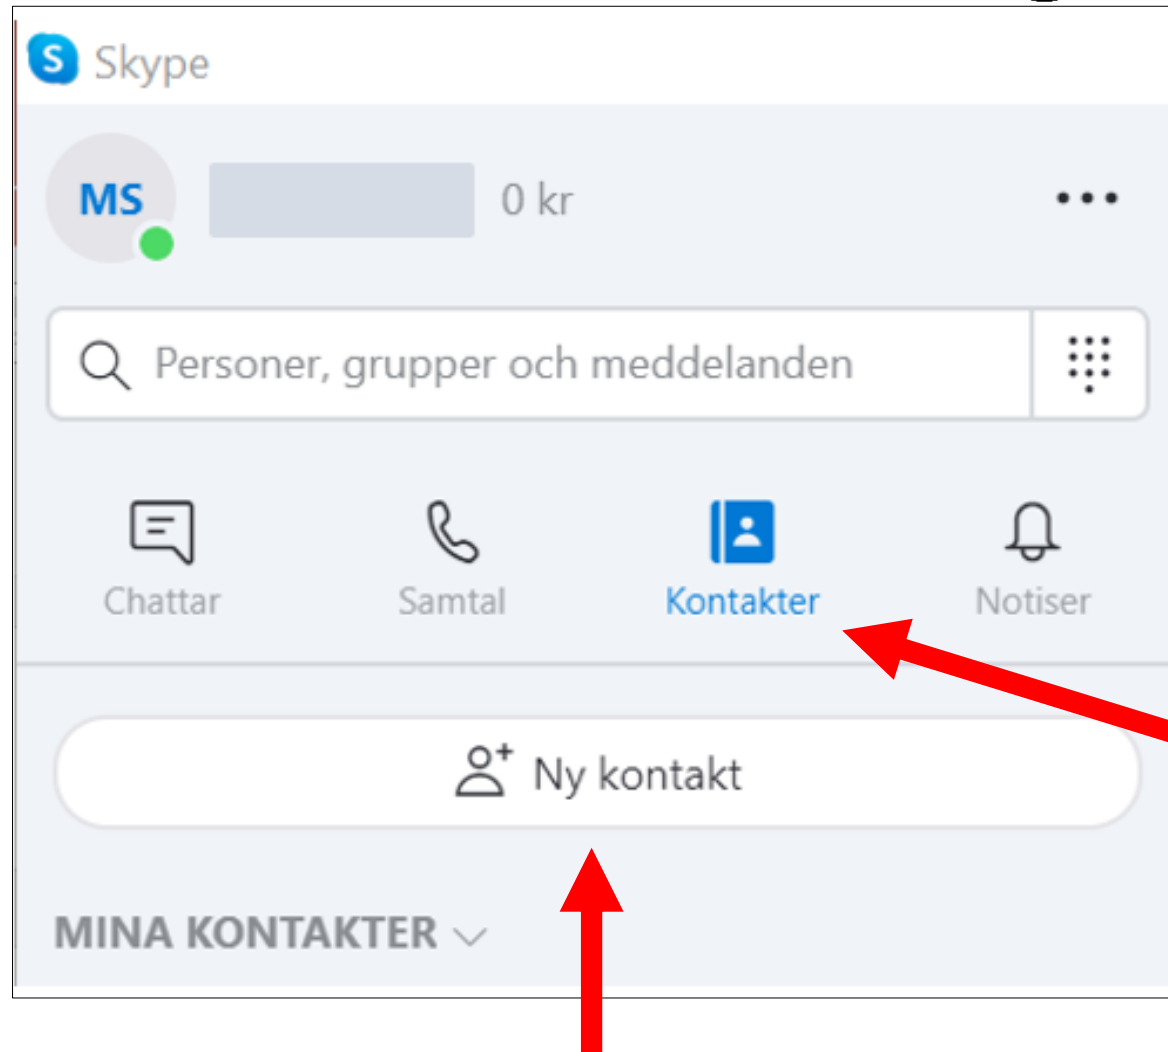 S Skype
MS 0 kr
Personer, grupper och meddelanden
Chattar Samtal Kontakter Notiser
Ny kontakt
MINA KONTAKTER